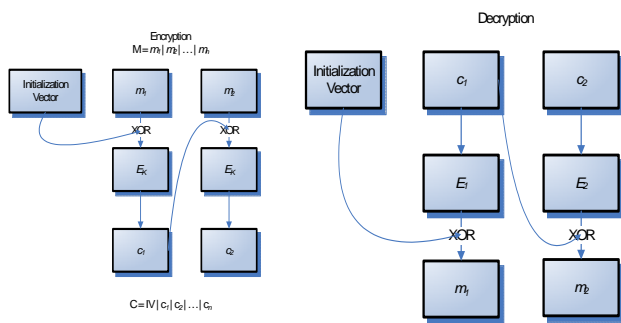 Encryption
M = m1| m2| …| mn
Initialization
Vector
m1
m2
XOR
XOR
EK
EK
c1
c2
C = IV| c1| c2| …| cn
Decryption
Initialization
Vector
c1
c2
E1
E2
XOR
XOR
m1
m2